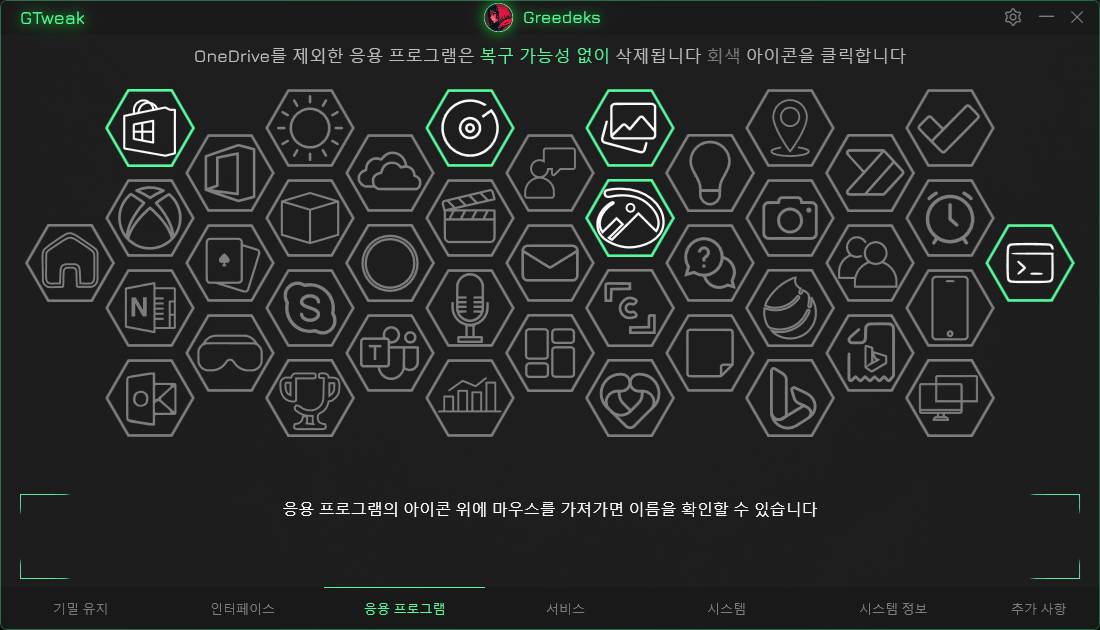 GTweak
Greedeks
OneDrive를 제외한 응용 프로그램은 복구 가능성 없이 삭제됩니다 회색 아이콘을 클릭합니다
응용 프로그램의 아이콘 위에 마우스를 가져가면 이름을 확인할 수 있습니다
기밀 유지
인터페이스
응용 프로그램
서비스
시스템
시스템 정보
추가 사항